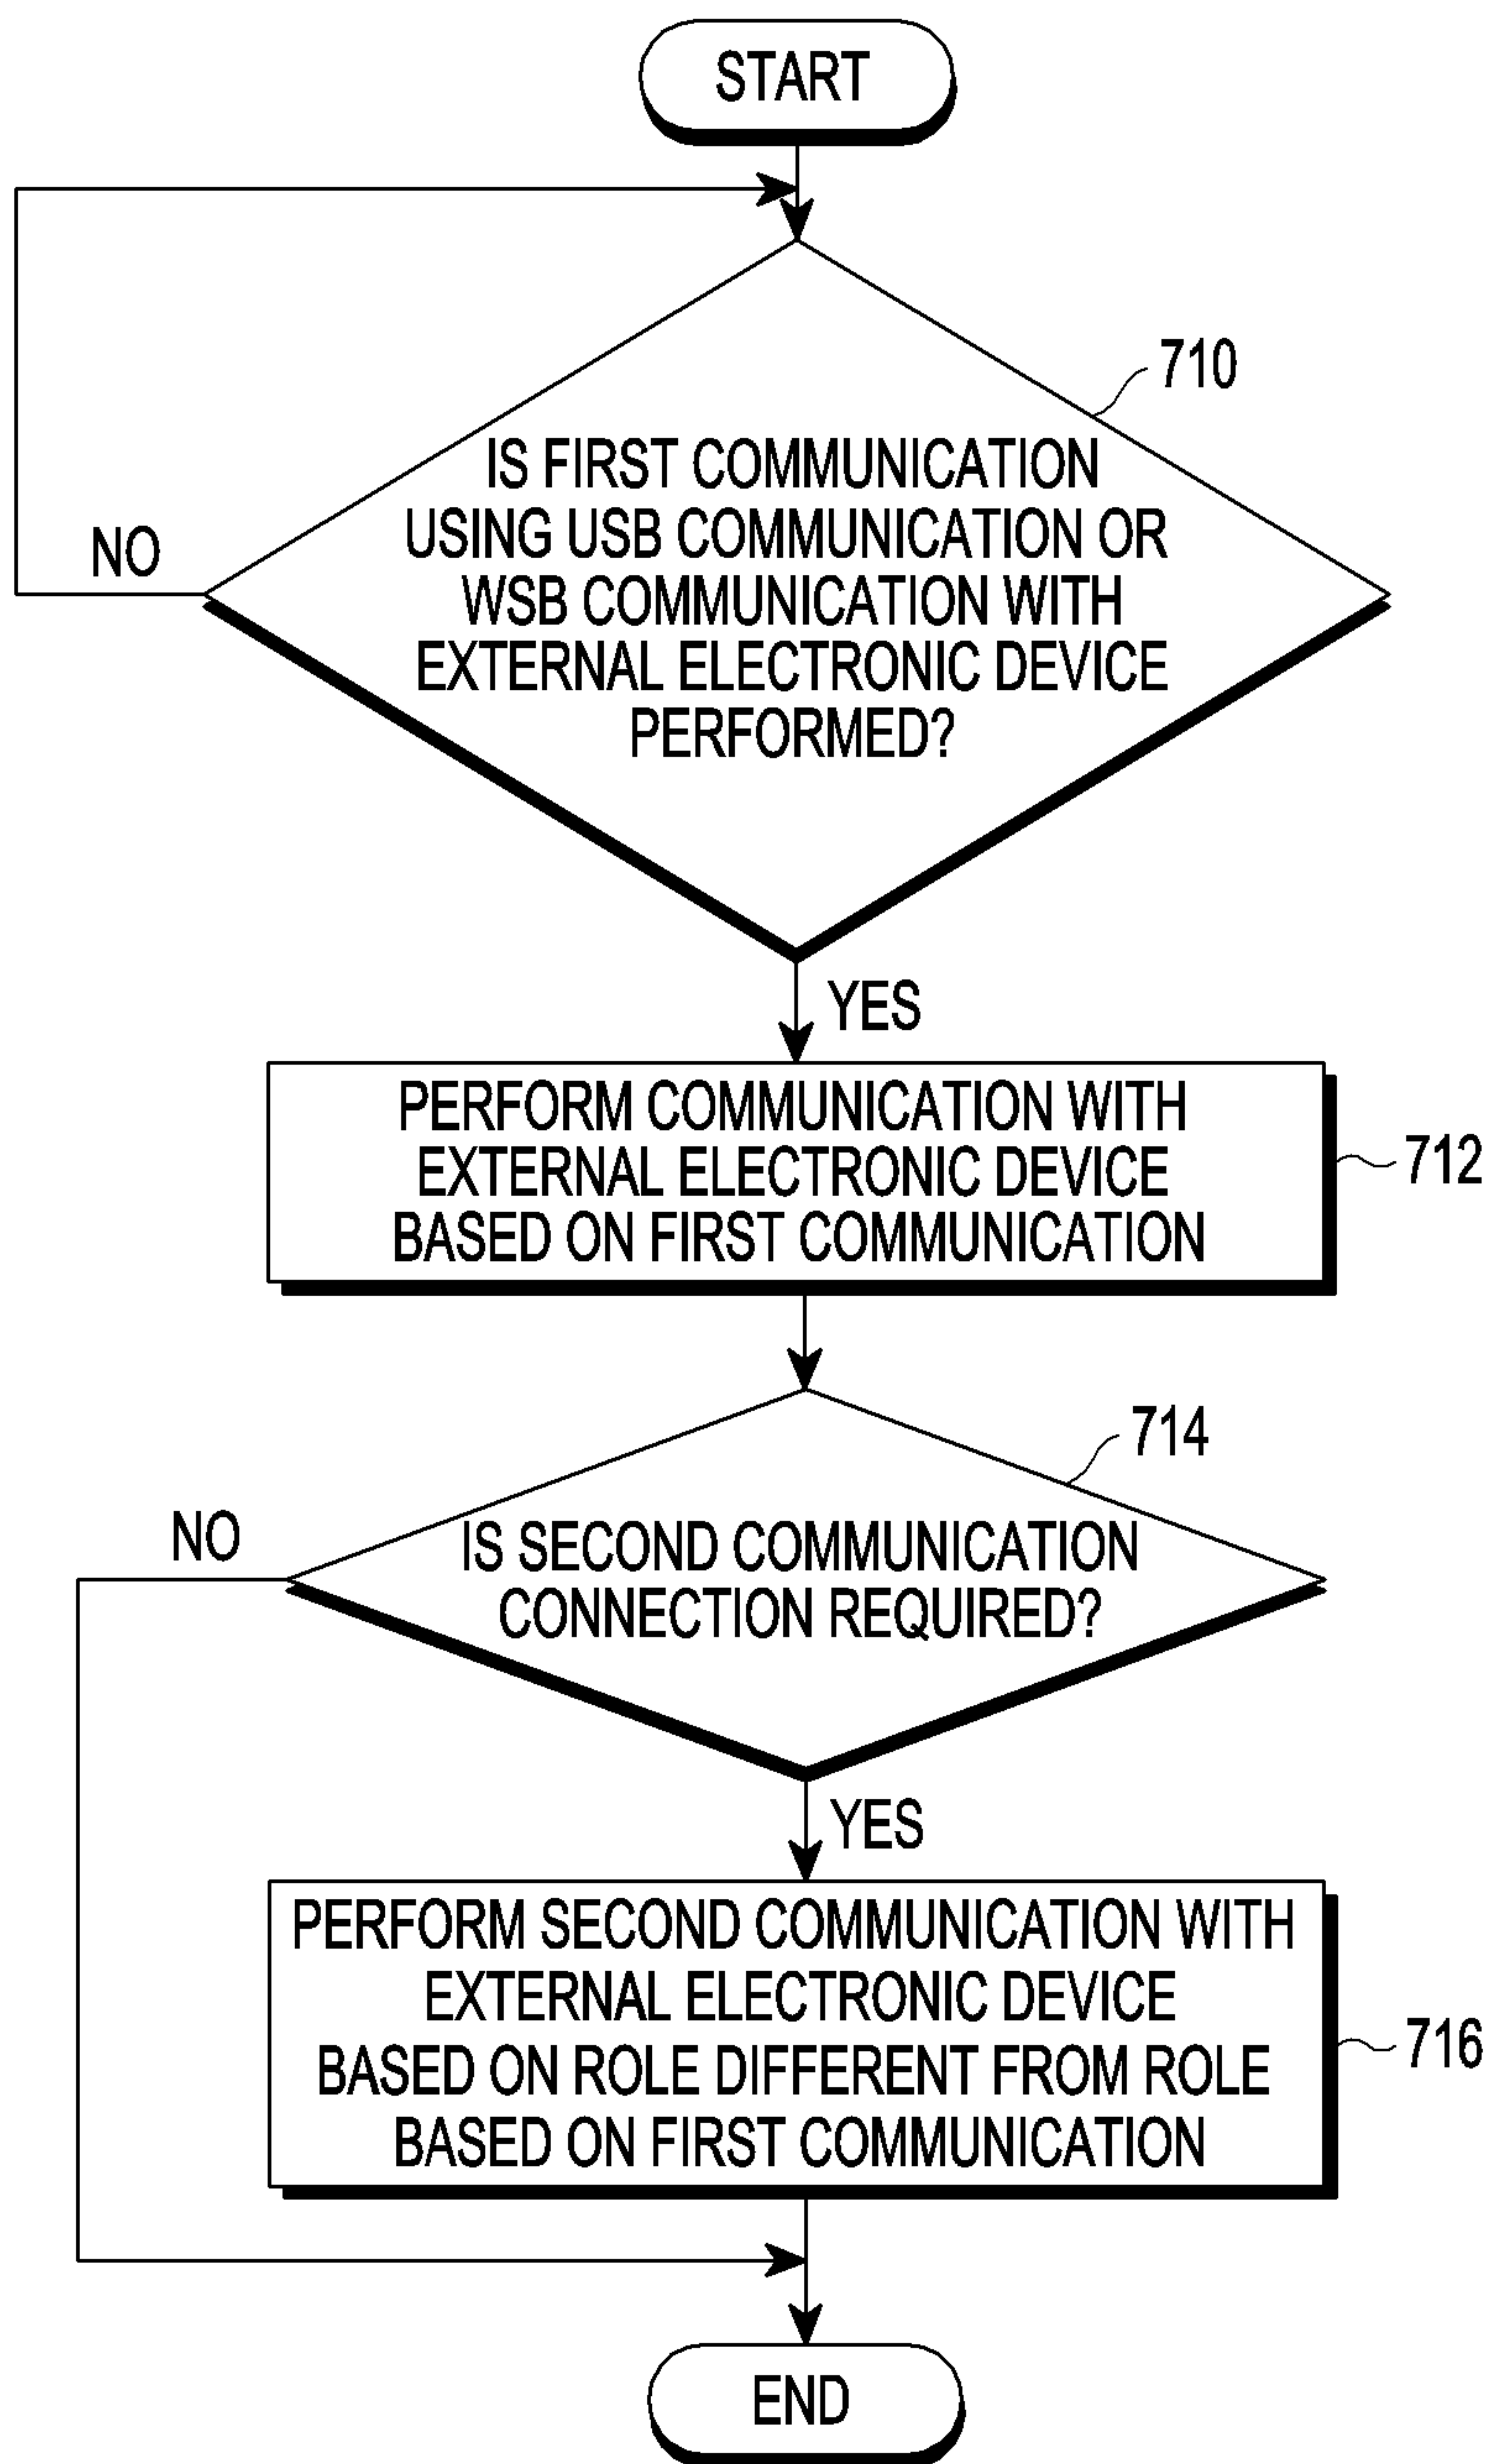 START
710
IS FIRST COMMUNICATION
USING USB COMMUNICATION OR
WSB COMMUNICATION WITH
EXTERNAL ELECTRONIC DEVICE
PERFORMED?
NO
YES
PERFORM COMMUNICATION WITH
EXTERNAL ELECTRONIC DEVICE
BASED ON FIRST COMMUNICATION
712
714
NO
IS SECOND COMMUNICATION
CONNECTION REQUIRED?
YES
PERFORM SECOND COMMUNICATION WITH
EXTERNAL ELECTRONIC DEVICE
BASED ON ROLE DIFFERENT FROM ROLE
BASED ON FIRST COMMUNICATION
716
END